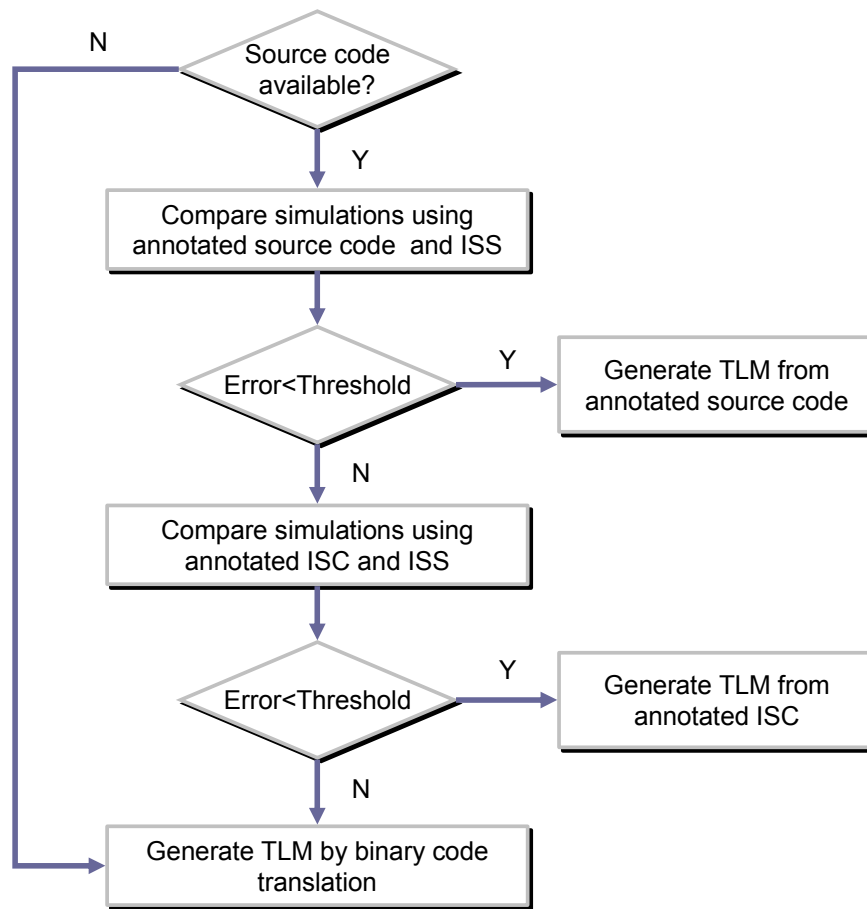 N
Source code
available?
Y
Compare simulations using
annotated source code and ISS
Error<Threshold
Y
Generate TLM from
annotated source code
N
Compare simulations using
annotated ISC and ISS
Error<Threshold
Y
Generate TLM from
annotated ISC
N
Generate TLM by binary code
translation